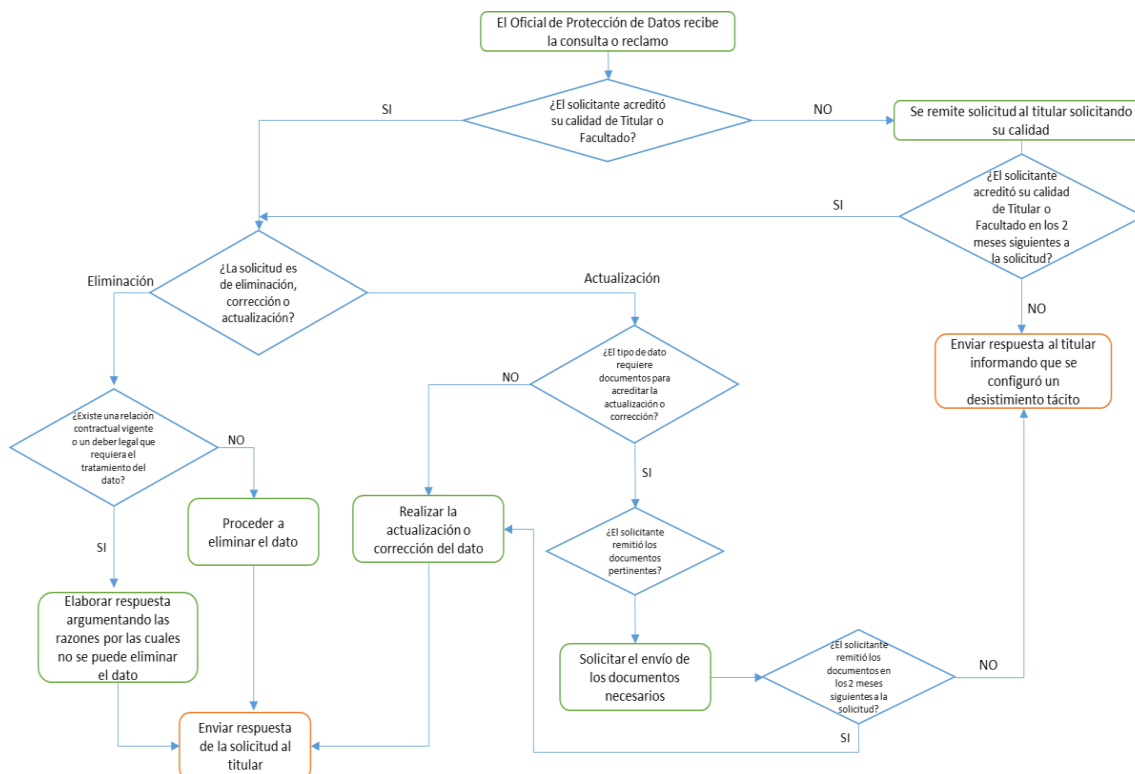 El Oficial de Protección de Datos recibe
la consulta o reclamo
SI
¿El solicitante acreditó
su calidad de Titular o
Facultado?
NO
Se remite solicitud al titular solicitando
su calidad
¿El solicitante
acreditó su calidad
de Titular o
Facultado en los 2
meses siguientes a
la solicitud?
SI
NO
Enviar respuesta al titular
informando que se
configuró un
desistimiento tácito
¿La solicitud es
de eliminación,
corrección o
actualización?
Eliminación
Actualización
¿Existe una relación
contractual vigente
o un deber legal que
requiera el
tratamiento del
dato?
NO
SI
Proceder a
eliminar el dato
Elaborar respuesta
argumentando las
razones por las cuales
no se puede eliminar
el dato
¿El tipo de dato
requiere
documentos para
acreditar la
actualización o
corrección?
NO
SI
Realizar la
actualización o
corrección del dato
¿El solicitante
remitió los
documentos
pertinentes?
Solicitar el envío de
los documentos
necesarios
¿El solicitante
remitió los
documentos en
los 2 meses
siguientes a la
solicitud?
NO
SI
Enviar respuesta
de la solicitud al
titular